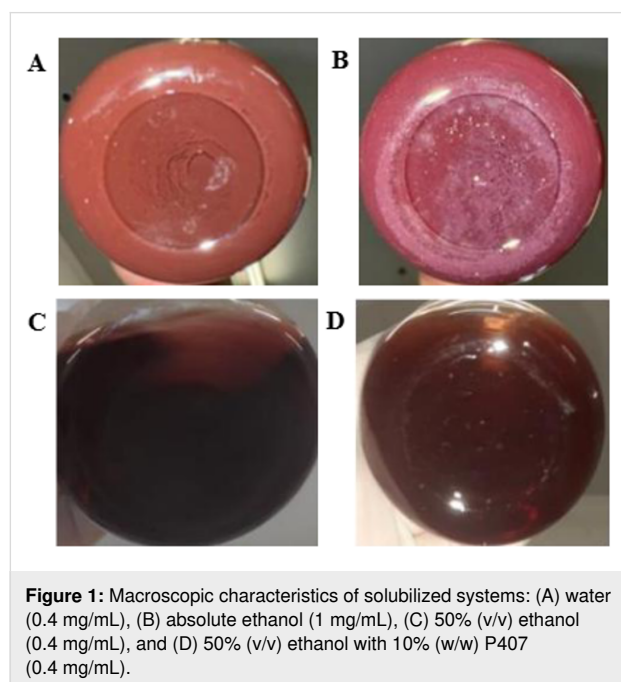 A
B
C
D
Figure 1: Macroscopic characteristics of solubilized systems: (A) water
(0.4 mg/mL), (B) absolute ethanol (1 mg/mL), (C) 50% (v/v) ethanol
(0.4 mg/mL), and (D) 50% (v/v) ethanol with 10% (w/w) P407
(0.4 mg/mL).